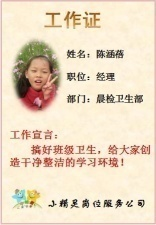 工作证
姓名：陈涵蓓
职位：经理
部门：晨检卫生部
工作宣言：
搞好班级卫生，给大家创
造干净整洁的学习环境！
小精灵岗位服务公司